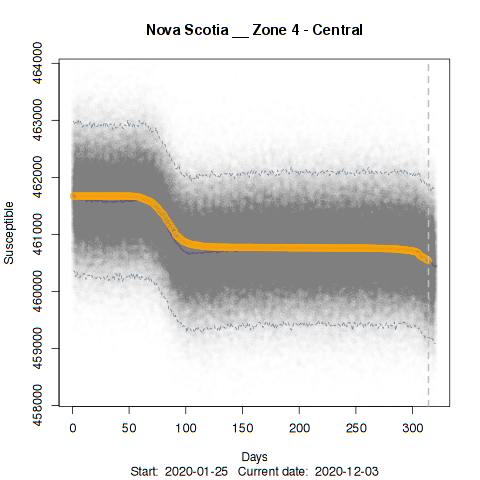 Nova Scotia __ Zone 4 - Central
464000
463000
462000
461000
460000
459000
458000
Susceptible
0 50 100 150 200 250 300
Days
Start: 2020-01-25 Current date: 2020-12-03